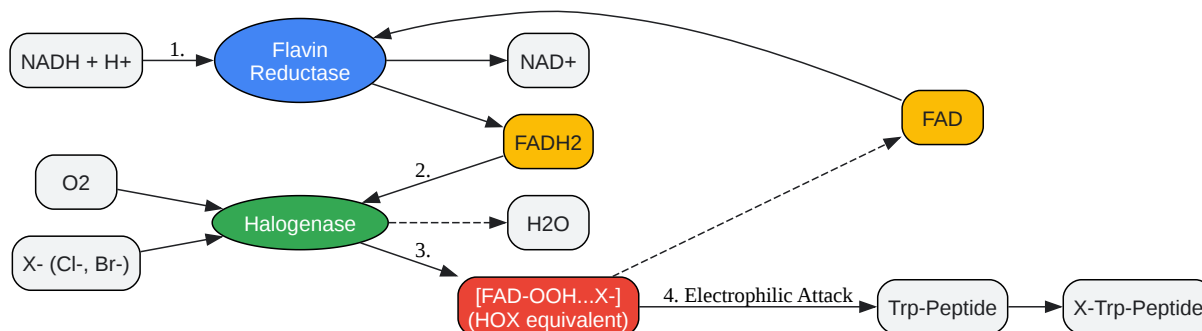 NADH + H+
1.
Flavin
Reductase
NAD+
FADH2
FAD
2.
O2
Halogenase
H2O
X- (Cl-, Br-)
3.
[FAD-OOH...X-]
(HOX equivalent)
4. Electrophilic Attack
Trp-Peptide
X-Trp-Peptide